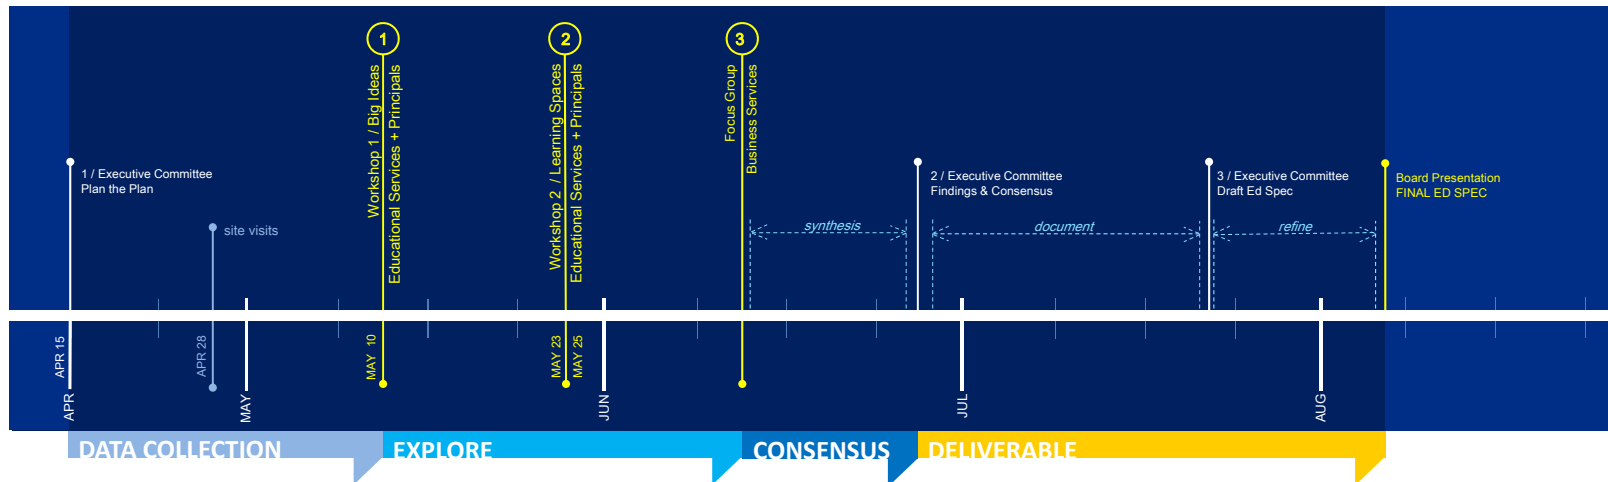 1
2
3
Workshop 1 / Big Ideas
Educational Services + Principals
Workshop 2 / Learning Spaces
Educational Services + Principals
Focus Group
Business Services
1 / Executive Committee
Plan the Plan
site visits
2 / Executive Committee
Findings & Consensus
3 / Executive Committee
Draft Ed Spec
Board Presentation
FINAL ED SPEC
synthesis
document
refine
APR 15
APR 28
MAY 10
MAY 23
MAY 25
APR
MAY
JUN
JUL
AUG
DATA COLLECTION
EXPLORE
CONSENSUS
DELIVERABLE